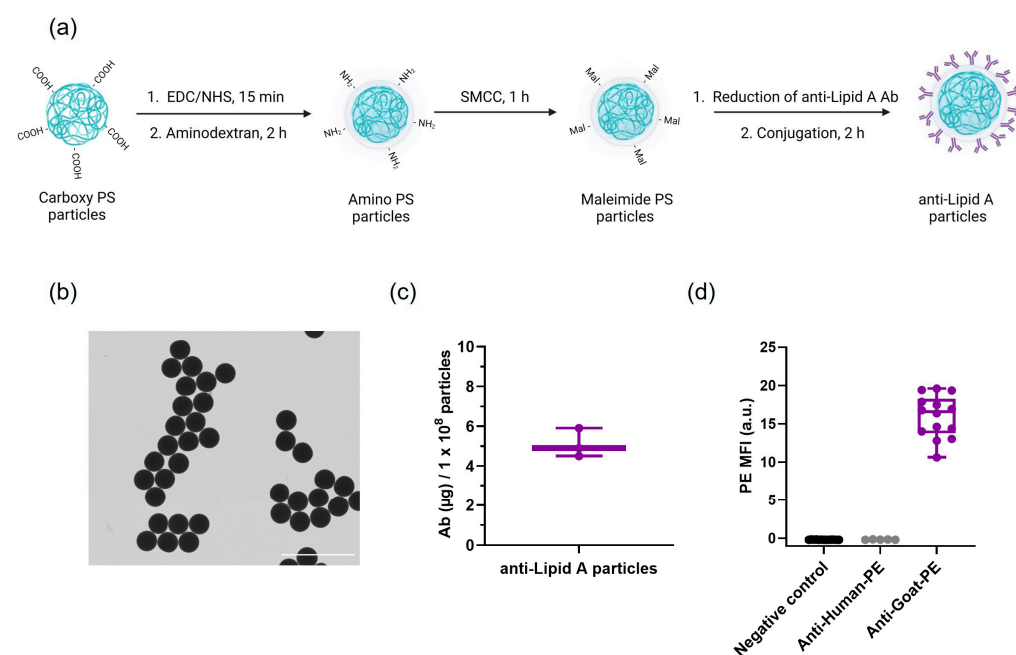 (a)
COOH
COOH
COOH
COOH
COOH
Carboxy PS
particles
1. EDC/NHS, 15 min
2. Aminodextran, 2 h
NH₂
NH₂
NH₂
NH₂
NH₂
Amino PS
particles
SMCC, 1 h
Mal
Mal
Mal
Mal
Mal
Maleimide PS
particles
1. Reduction of anti-Lipid A Ab
2. Conjugation, 2 h
anti-Lipid A
particles
(b)
(c)
Ab (µg) / 1 x 10⁸ particles
10
8
6
4
2
0
anti-Lipid A particles
(d)
PE MFI (a.u.)
25
20
15
10
5
0
Negative control
Anti-Human-PE
Anti-Goat-PE